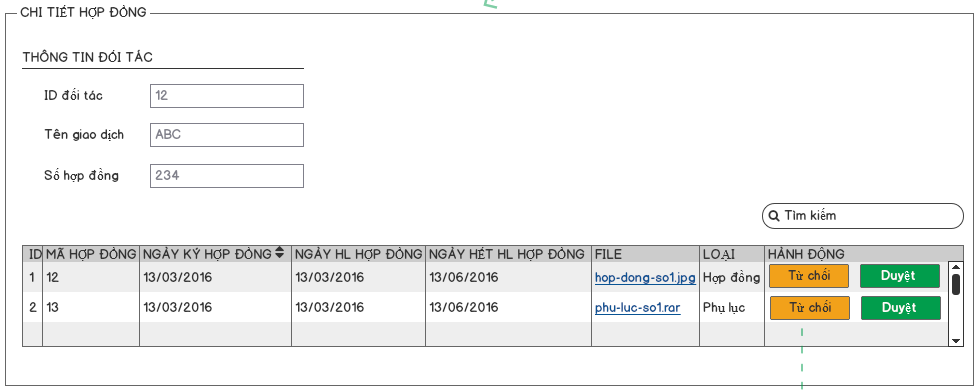 CHI TIẾT HỢP ĐỒNG
THÔNG TIN ĐỐI TÁC
ID đối tác 12
Tên giao dịch ABC
Số hợp đồng 234
Tìm kiếm
ID MÃ HỢP ĐỒNG NGÀY KÝ HỢP ĐỒNG NGÀY HL HỢP ĐỒNG NGÀY HẾT HL HỢP ĐỒNG FILE LOẠI HÀNH ĐỘNG
1 12 13/03/2016 13/03/2016 13/06/2016 hop-dong-so1.jpg Hợp đồng Từ chối Duyệt
2 13 13/03/2016 13/03/2016 13/06/2016 phu-luc-so1.rar Phụ lục Từ chối Duyệt